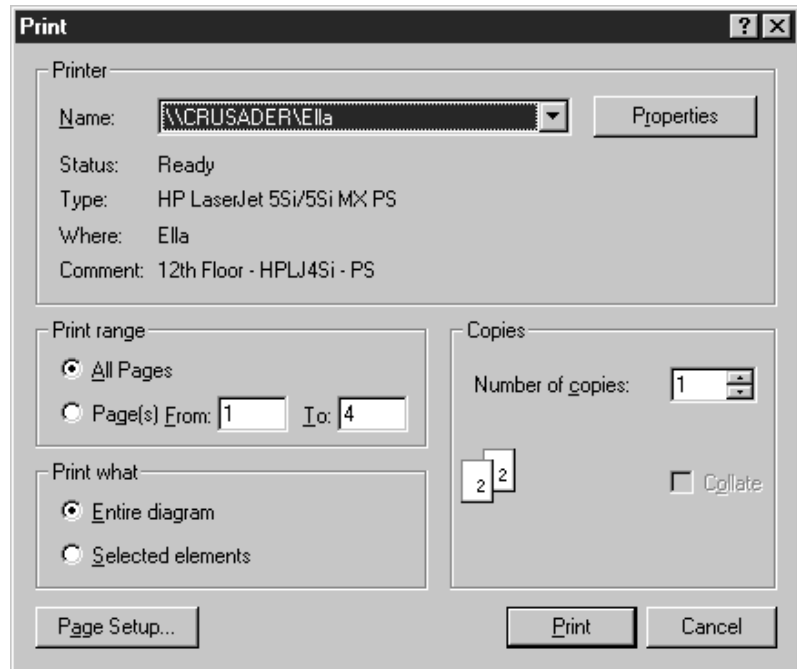 Print
Printer
Name: \\CRUSADER\Ella Properties
Status: Ready
Type: HP LaserJet 5Si/5Si MX PS
Where: Ella
Comment: 12th Floor - HPLJ4Si - PS
Print range
All Pages
Page(s) From: 1 To: 4
Print what
Entire diagram
Selected elements
Copies
Number of copies: 1
2 2
Collate
Page Setup... Print Cancel